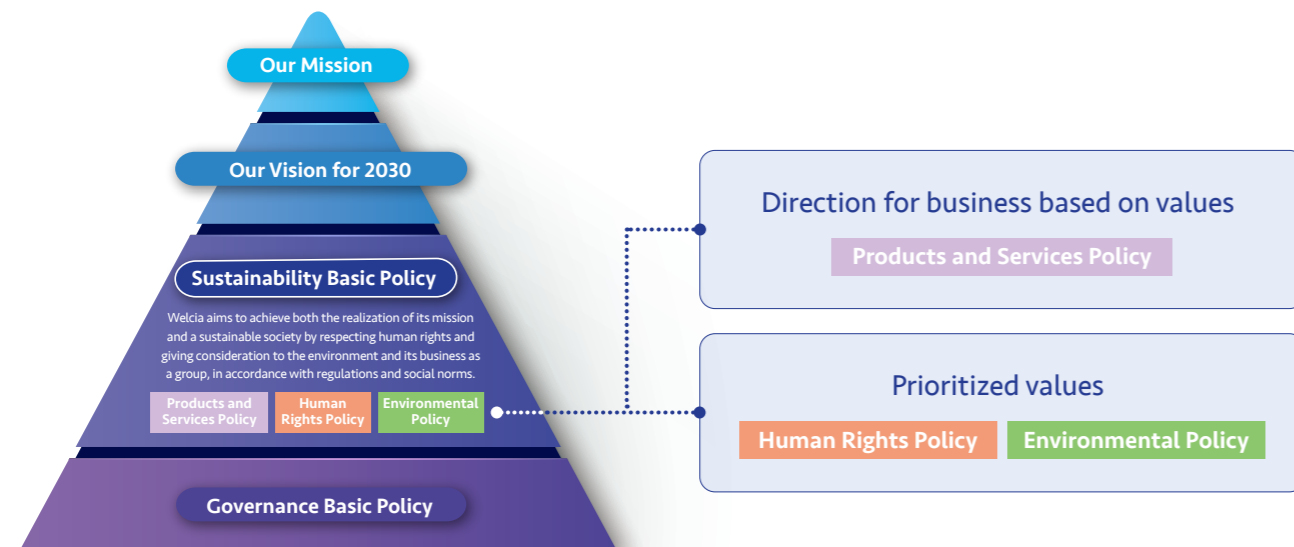 Our Mission
Our Vision for 2030
Sustainability Basic Policy
Welcia aims to achieve both the realization of its mission
and a sustainable society by respecting human rights and
giving consideration to the environment and its business as
a group, in accordance with regulations and social norms.
Products and
Services Policy
Human
Rights Policy
Environmental
Policy
Governance Basic Policy
Direction for business based on values
Products and Services Policy
Prioritized values
Human Rights Policy
Environmental Policy